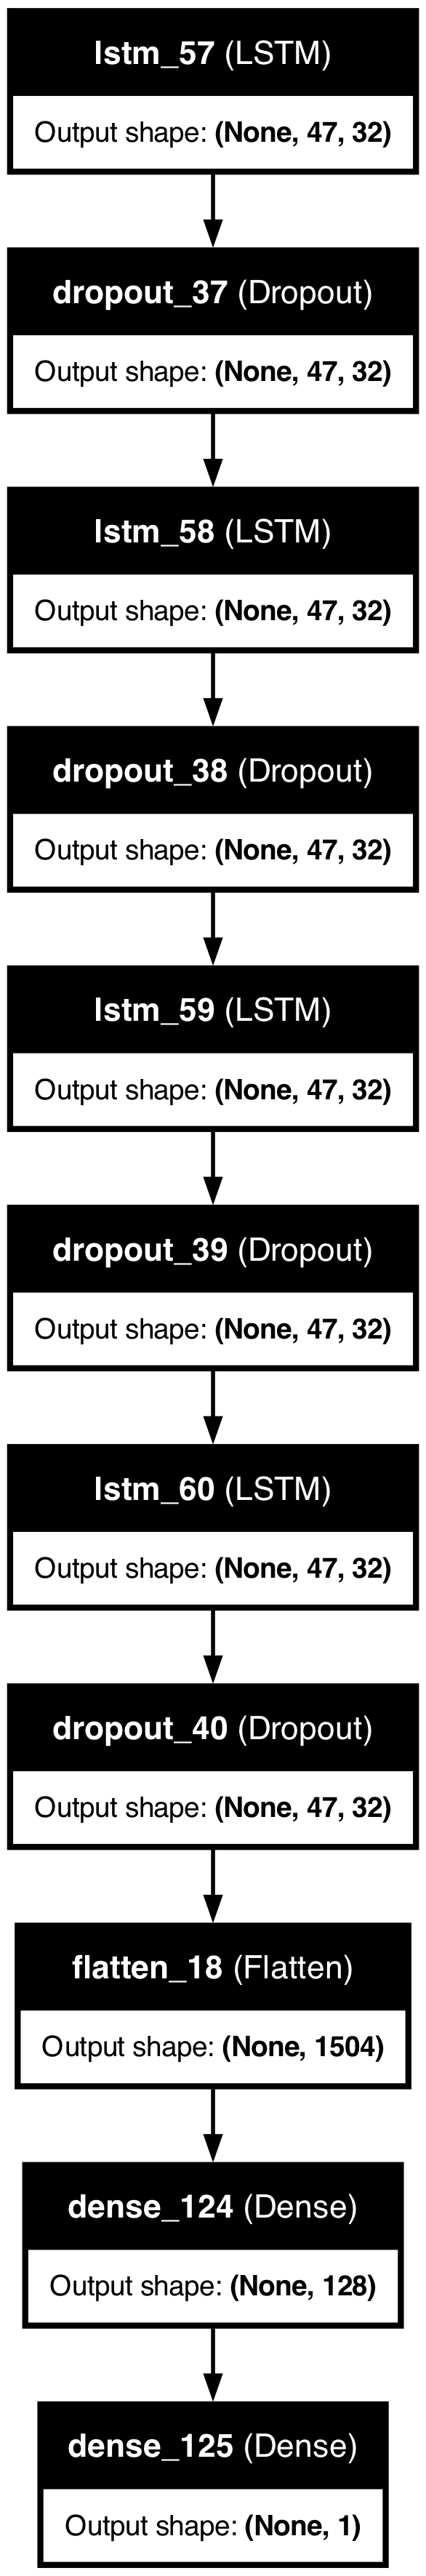 lstm_57 (LSTM)
Output shape: (None, 47, 32)
dropout_37 (Dropout)
Output shape: (None, 47, 32)
lstm_58 (LSTM)
Output shape: (None, 47, 32)
dropout_38 (Dropout)
Output shape: (None, 47, 32)
lstm_59 (LSTM)
Output shape: (None, 47, 32)
dropout_39 (Dropout)
Output shape: (None, 47, 32)
lstm_60 (LSTM)
Output shape: (None, 47, 32)
dropout_40 (Dropout)
Output shape: (None, 47, 32)
flatten_18 (Flatten)
Output shape: (None, 1504)
dense_124 (Dense)
Output shape: (None, 128)
dense_125 (Dense)
Output shape: (None, 1)